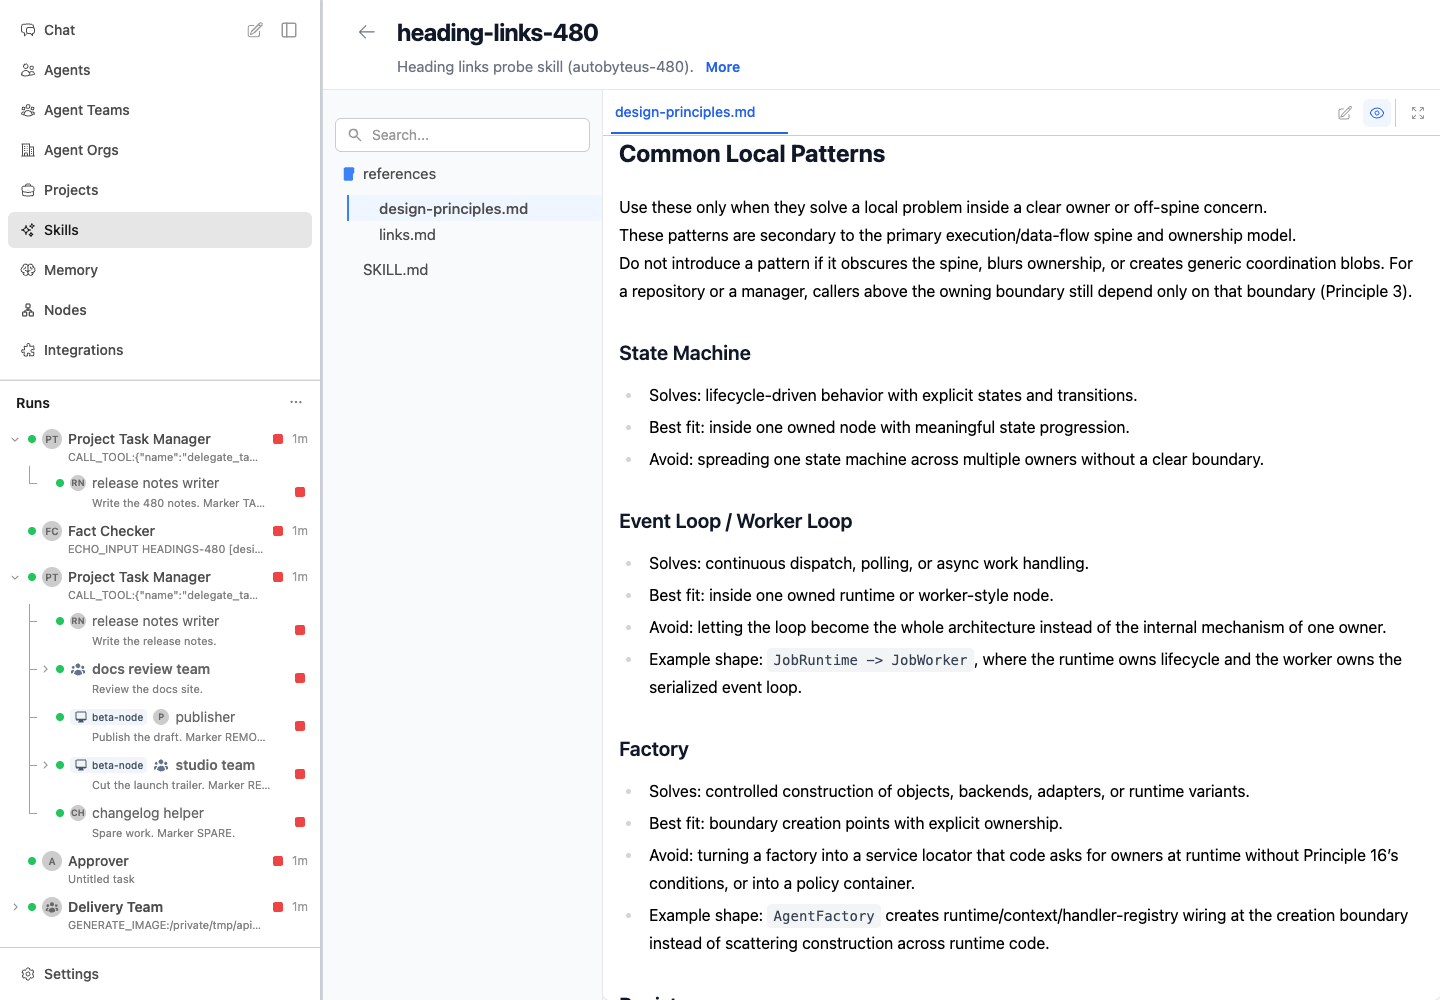 Chat
Agents
Agent Teams
Agent Orgs
Projects
Skills
Memory
Nodes
Integrations
Runs
PT Project Task Manager 1m
CALL_TOOL:{"name":"delegate_ta...
RN release notes writer
Write the 480 notes. Marker TA...
FC Fact Checker 1m
ECHO_INPUT HEADINGS-480 [desi...
PT Project Task Manager 1m
CALL_TOOL:{"name":"delegate_ta...
RN release notes writer
Write the release notes.
docs review team
Review the docs site.
beta-node P publisher
Publish the draft. Marker REMO...
beta-node studio team
Cut the launch trailer. Marker RE...
CH changelog helper
Spare work. Marker SPARE.
A Approver 1m
Untitled task
Delivery Team 1m
GENERATE_IMAGE:/private/tmp/api...
Settings
heading-links-480
Heading links probe skill (autobyteus-480). More
Search...
references
design-principles.md
links.md
SKILL.md
design-principles.md
Common Local Patterns
Use these only when they solve a local problem inside a clear owner or off-spine concern.
These patterns are secondary to the primary execution/data-flow spine and ownership model.
Do not introduce a pattern if it obscures the spine, blurs ownership, or creates generic coordination blobs. For
a repository or a manager, callers above the owning boundary still depend only on that boundary (Principle 3).
State Machine
Solves: lifecycle-driven behavior with explicit states and transitions.
Best fit: inside one owned node with meaningful state progression.
Avoid: spreading one state machine across multiple owners without a clear boundary.
Event Loop / Worker Loop
Solves: continuous dispatch, polling, or async work handling.
Best fit: inside one owned runtime or worker-style node.
Avoid: letting the loop become the whole architecture instead of the internal mechanism of one owner.
Example shape: JobRuntime -> JobWorker, where the runtime owns lifecycle and the worker owns the
serialized event loop.
Factory
Solves: controlled construction of objects, backends, adapters, or runtime variants.
Best fit: boundary creation points with explicit ownership.
Avoid: turning a factory into a service locator that code asks for owners at runtime without Principle 16’s
conditions, or into a policy container.
Example shape: AgentFactory creates runtime/context/handler-registry wiring at the creation boundary
instead of scattering construction across runtime code.